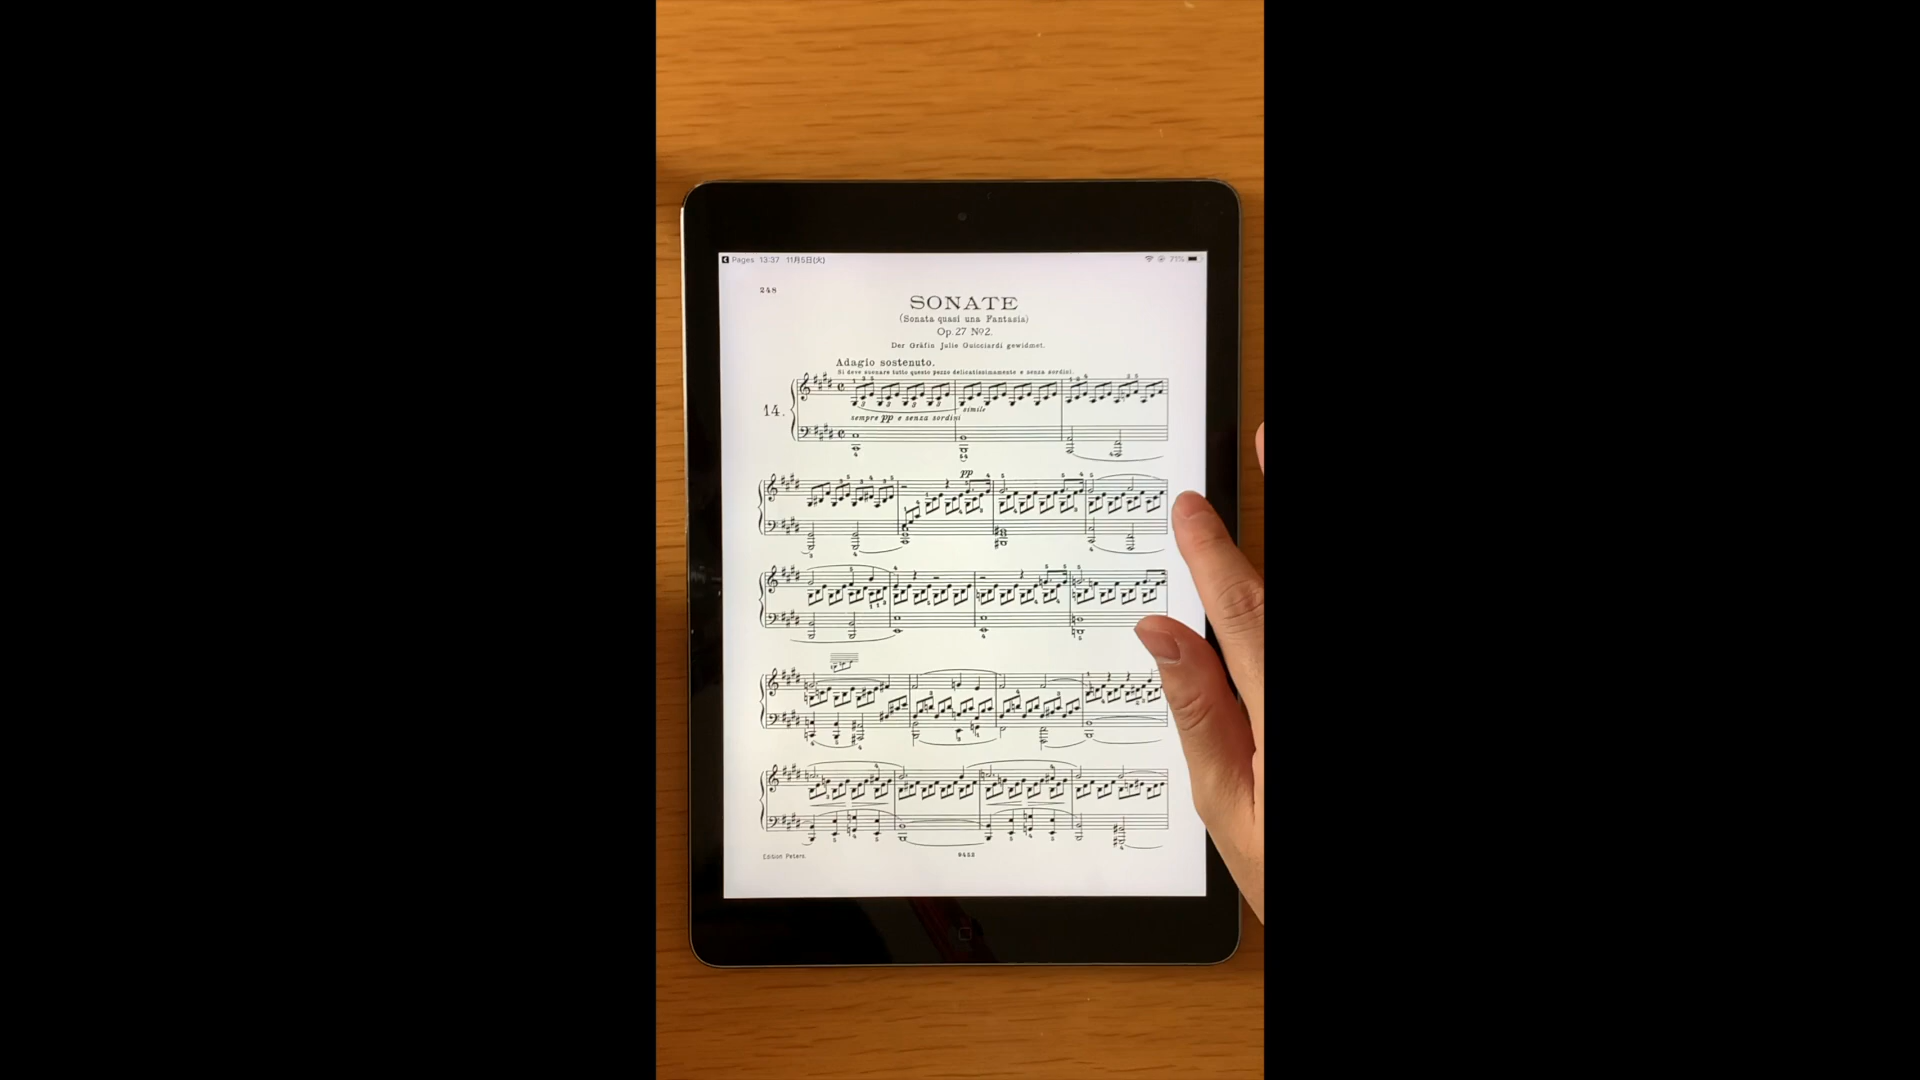 Pages 13:37 11月5日(火) 71%
248
SONATE
(Sonata quasi una Fantasia)
Op. 27 Nº2.
Der Gräfin Julie Guicciardi gewidmet.
Adagio sostenuto.
Si deve suonare tutto questo pezzo delicatissimamente e senza sordini.
14.
simile
sempre pp e senza sordini
pp
Edition Peters.
9452